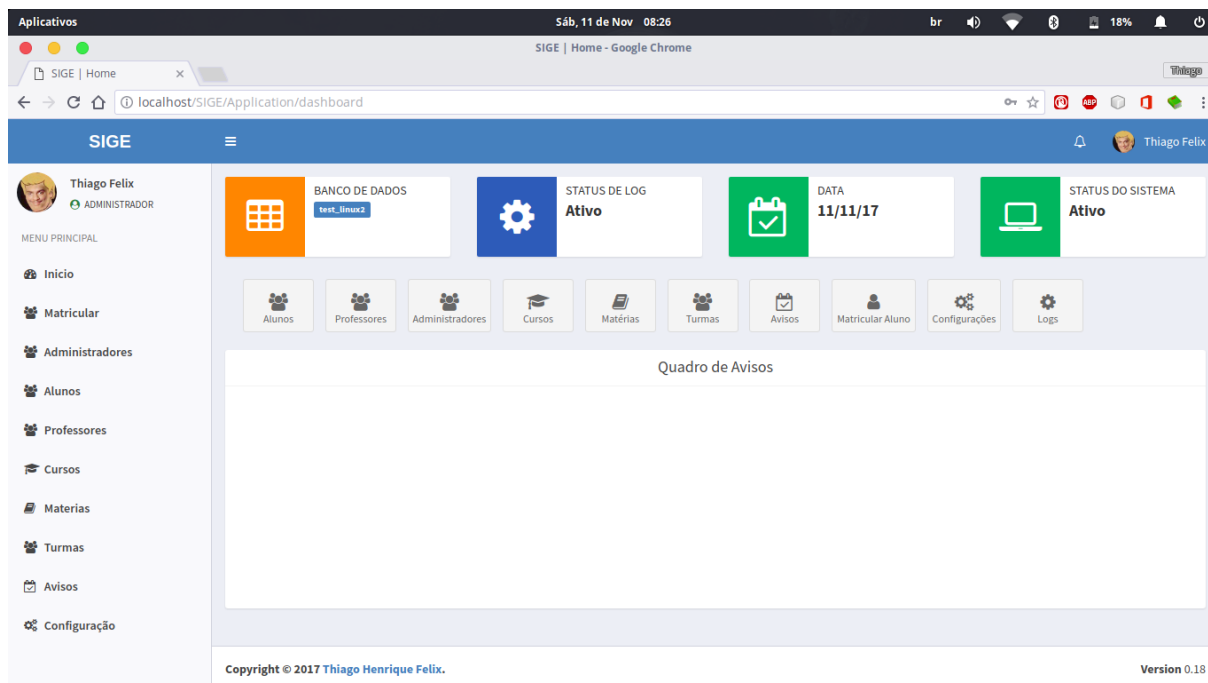 Aplicativos Sáb, 11 de Nov 08:26 br 18%
SIGE | Home - Google Chrome
SIGE | Home Thiago
localhost/SIGE/Application/dashboard ABP
SIGE Thiago Felix
Thiago Felix
ADMINISTRADOR
MENU PRINCIPAL
Inicio
Matricular
Administradores
Alunos
Professores
Cursos
Materias
Turmas
Avisos
Configuração
BANCO DE DADOS
test_linux2
STATUS DE LOG
Ativo
DATA
11/11/17
STATUS DO SISTEMA
Ativo
Alunos Professores Administradores Cursos Matérias Turmas Avisos Matricular Aluno Configurações Logs
Quadro de Avisos
Copyright © 2017 Thiago Henrique Felix. Version 0.18